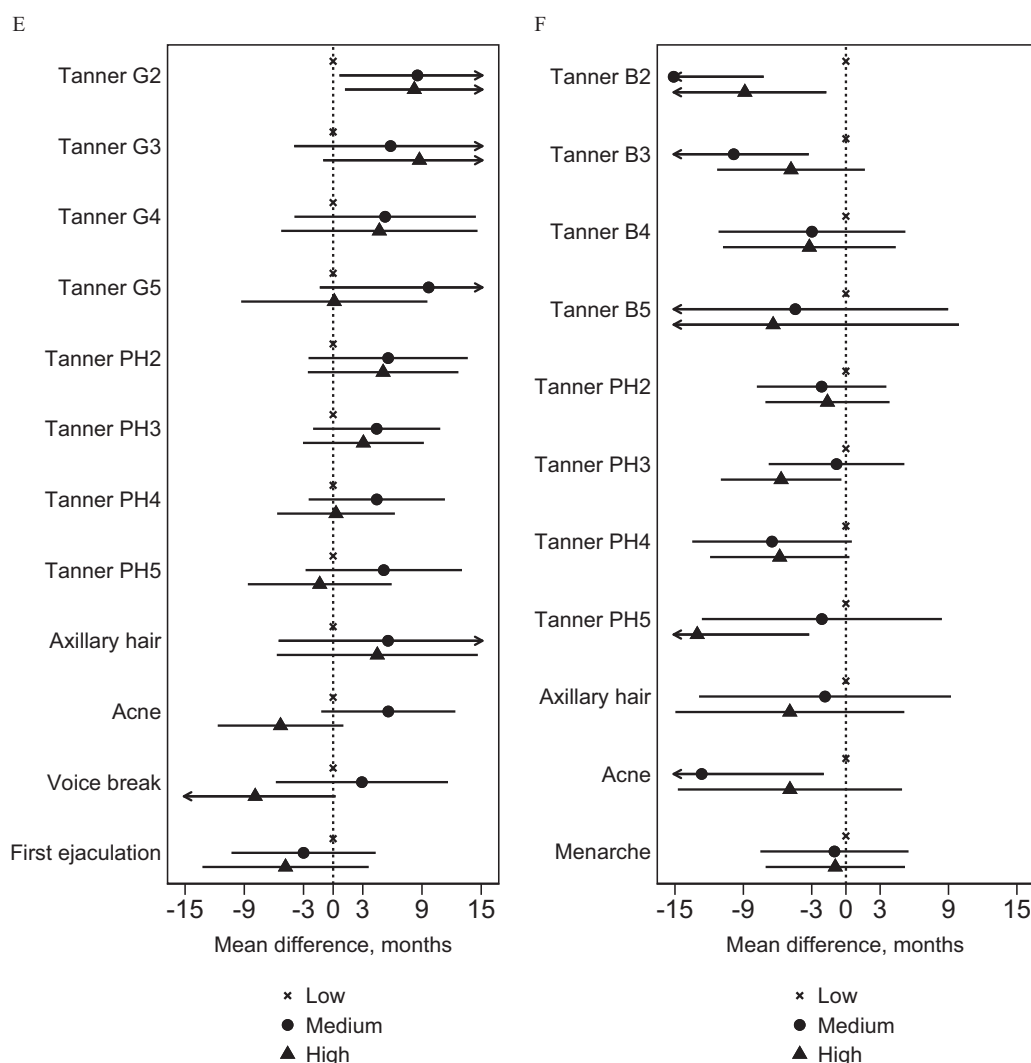 E
Tanner G2
Tanner G3
Tanner G4
Tanner G5
Tanner PH2
Tanner PH3
Tanner PH4
Tanner PH5
Axillary hair
Acne
Voice break
First ejaculation
-15 -9 -3 0 3 9 15
Mean difference, months
Low
Medium
High
F
Tanner B2
Tanner B3
Tanner B4
Tanner B5
Tanner PH2
Tanner PH3
Tanner PH4
Tanner PH5
Axillary hair
Acne
Menarche
-15 -9 -3 0 3 9 15
Mean difference, months
Low
Medium
High